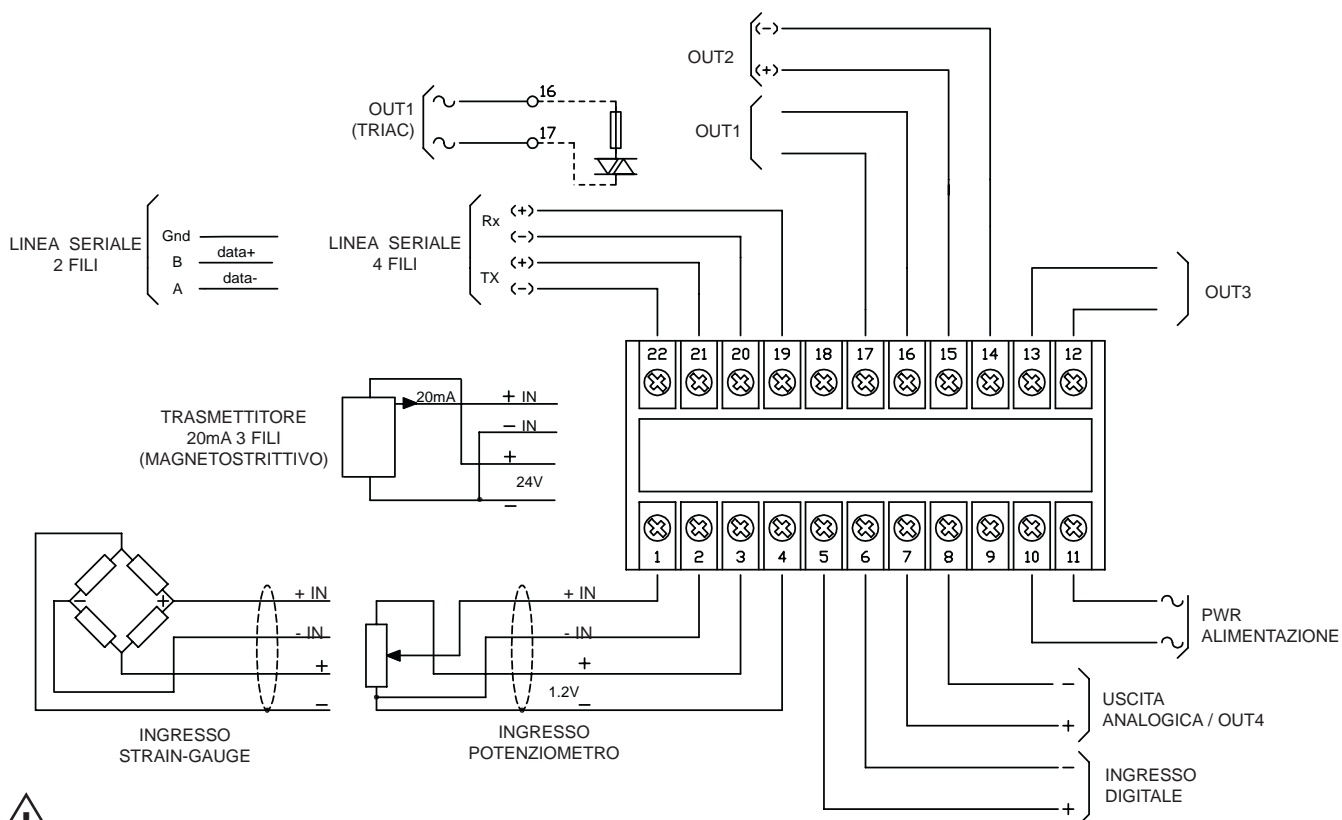 OUT2
(-)
(+)
OUT1
OUT1
(TRIAC)
16
17
LINEA SERIALE
2 FILI
Gnd
B data+
A data-
LINEA SERIALE
4 FILI
Rx (+)
(-)
TX (+)
(-)
OUT3
22 21 20 19 18 17 16 15 14 13 12
TRASMETTITORE
20mA 3 FILI
(MAGNETOSTRITTIVO)
20mA + IN
- IN
+
24V
-
1 2 3 4 5 6 7 8 9 10 11
- +
+ IN
- IN
+
-
INGRESSO
STRAIN-GAUGE
+ IN
- IN
+
1.2V
-
INGRESSO
POTENZIOMETRO
PWR
ALIMENTAZIONE
-
+
USCITA
ANALOGICA / OUT4
-
+
INGRESSO
DIGITALE